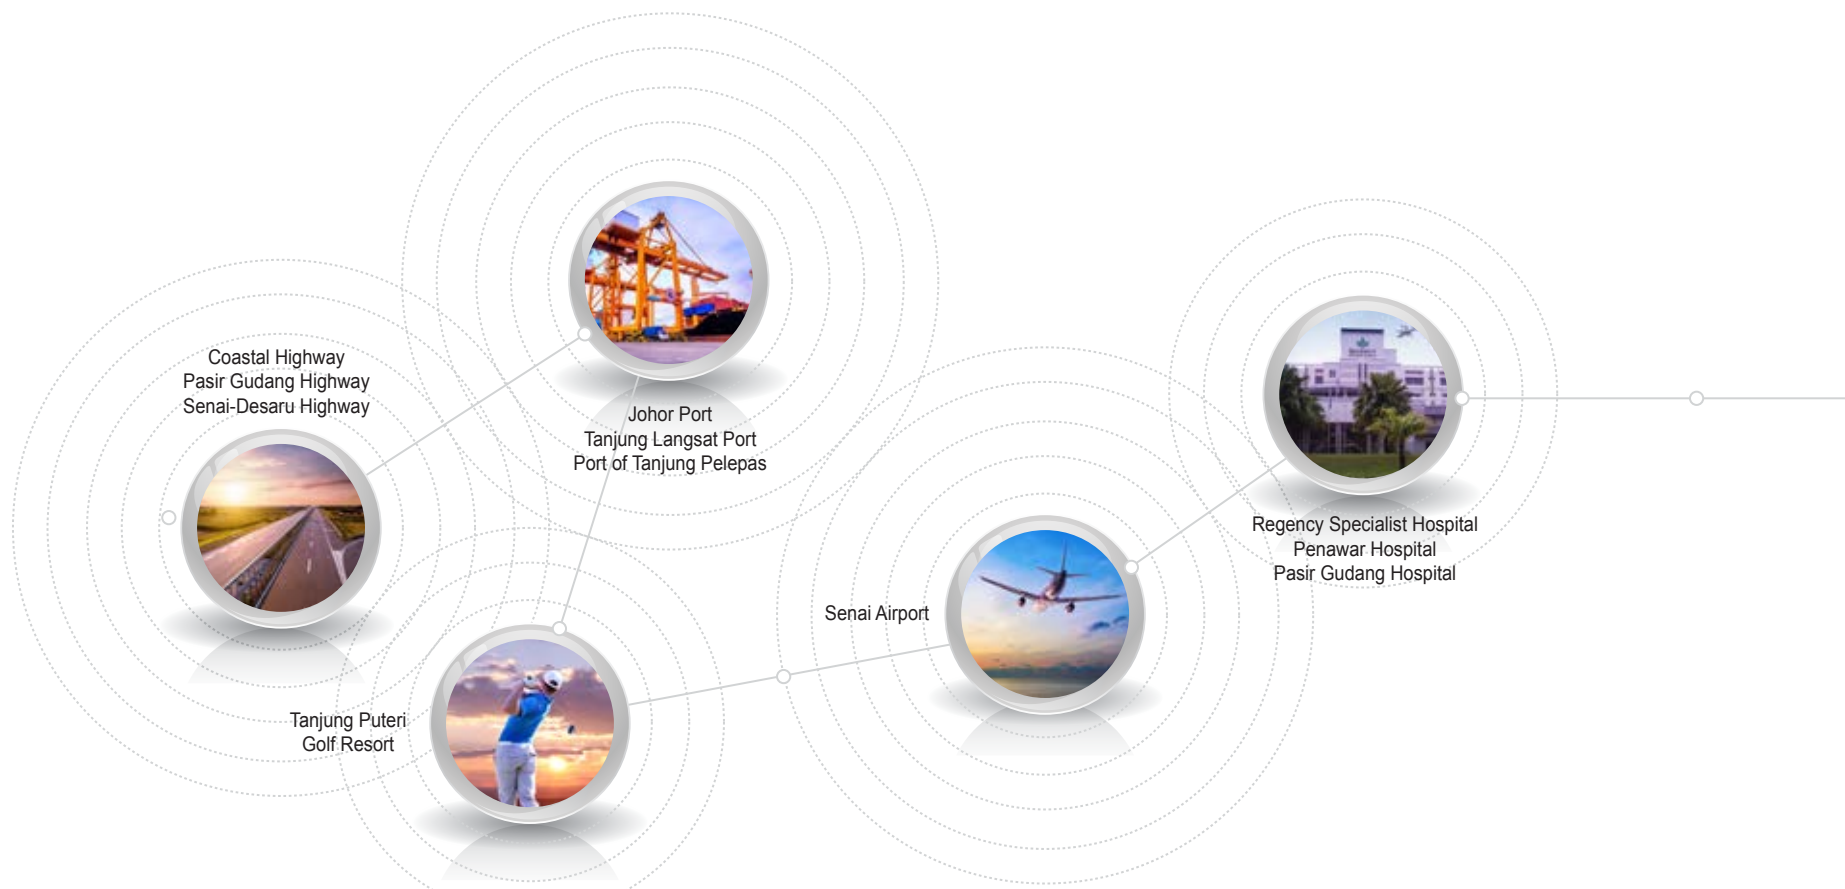 Coastal Highway
Pasir Gudang Highway
Senai-Desaru Highway
Johor Port
Tanjung Langsat Port
Port of Tanjung Pelepas
Tanjung Puteri
Golf Resort
Senai Airport
Regency Specialist Hospital
Penawar Hospital
Pasir Gudang Hospital